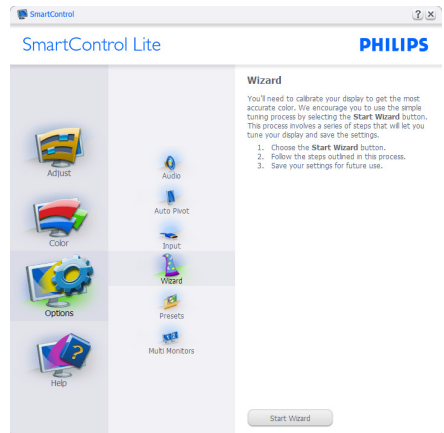 SmartControl
? ×
SmartControl Lite
PHILIPS
Adjust
Color
Options
Help
Audio
Auto Pivot
Input
Wizard
Presets
Multi Monitors
Wizard
You'll need to calibrate your display to get the most
accurate color. We encourage you to use the simple
tuning process by selecting the Start Wizard button.
This process involves a series of steps that will let you
tune your display and save the settings.
1. Choose the Start Wizard button.
2. Follow the steps outlined in this process.
3. Save your settings for future use.
Start Wizard